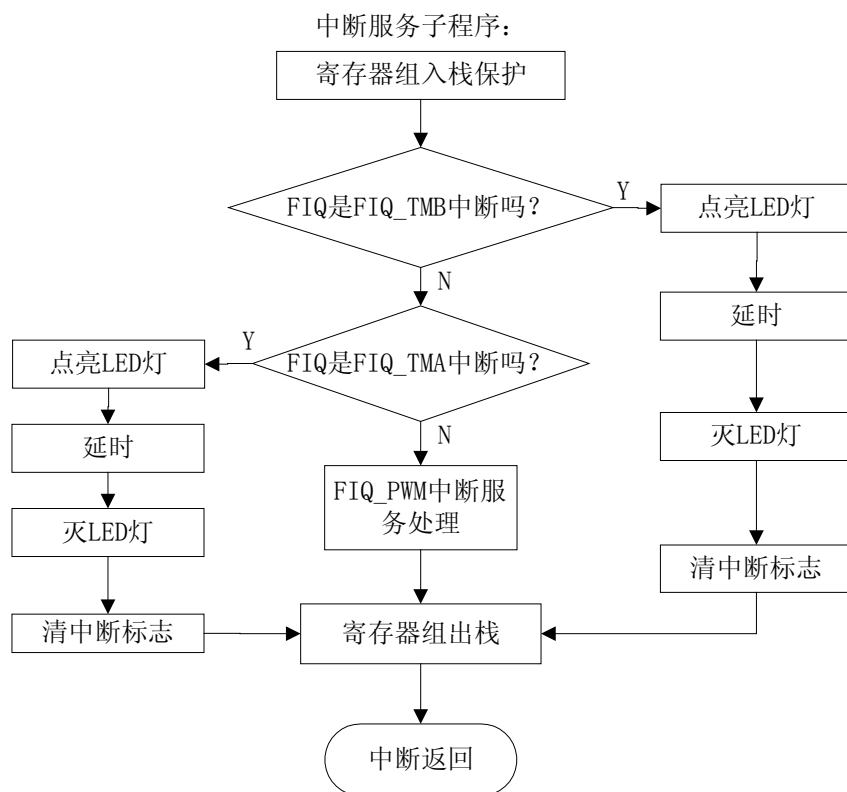 中断服务子程序：
寄存器组入栈保护
FIQ是FIQ_TMB中断吗？
Y
点亮LED灯
N
延时
Y
FIQ是FIQ_TMA中断吗？
点亮LED灯
灭LED灯
N
延时
FIQ_PWM中断服
务处理
灭LED灯
清中断标志
清中断标志
寄存器组出栈
中断返回